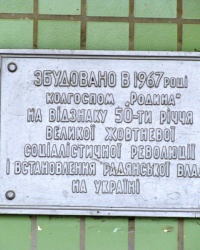 ЗБУДОВАНО В 1967 РОЦІ
КОЛГОСПОМ „РОДИНА“
НА ВІДЗНАКУ 50-ТИ РІЧЧЯ
ВЕЛИКОЇ ЖОВТНЕВОЇ
СОЦІАЛІСТИЧНОЇ РЕВОЛЮЦІЇ
І ВСТАНОВЛЕННЯ РАДЯНСЬКОЇ ВЛАДИ
НА УКРАЇНІ